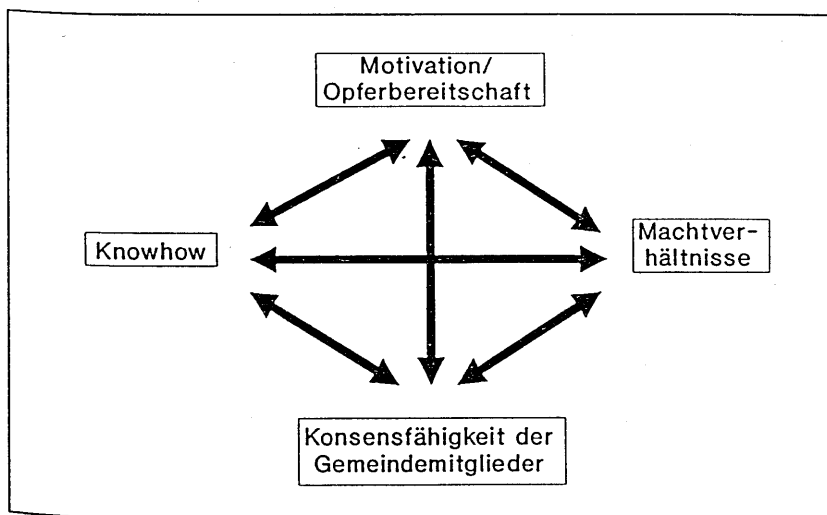 Motivation/
Opferbereitschaft
Knowhow
Machtver-
hältnisse
Konsensfähigkeit der
Gemeindemitglieder